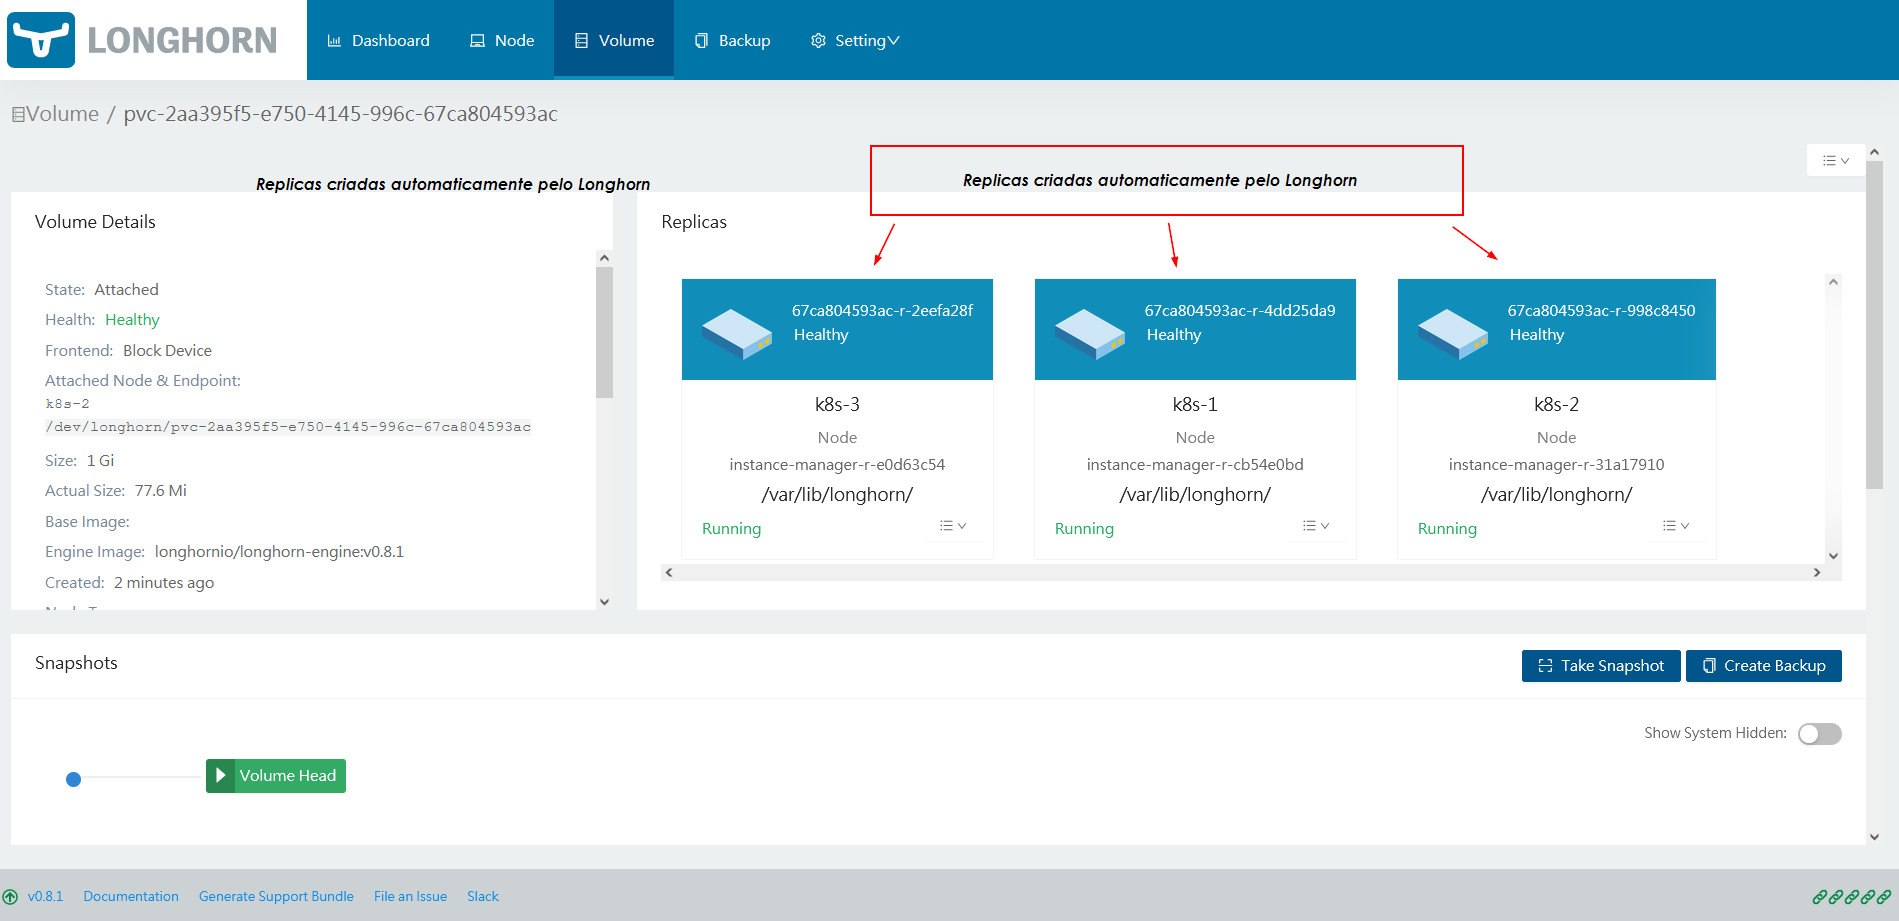 LONGHORN
Dashboard
Node
Volume
Backup
Setting
Volume / pvc-2aa395f5-e750-4145-996c-67ca804593ac
Replicas criadas automaticamente pelo Longhorn
Replicas criadas automaticamente pelo Longhorn
Volume Details
State: Attached
Health: Healthy
Frontend: Block Device
Attached Node & Endpoint:
k8s-2
/dev/longhorn/pvc-2aa395f5-e750-4145-996c-67ca804593ac
Size: 1 Gi
Actual Size: 77.6 Mi
Base Image:
Engine Image: longhornio/longhorn-engine:v0.8.1
Created: 2 minutes ago
Replicas
67ca804593ac-r-2eefa28f
Healthy
k8s-3
Node
instance-manager-r-e0d63c54
/var/lib/longhorn/
Running
67ca804593ac-r-4dd25da9
Healthy
k8s-1
Node
instance-manager-r-cb54e0bd
/var/lib/longhorn/
Running
67ca804593ac-r-998c8450
Healthy
k8s-2
Node
instance-manager-r-31a17910
/var/lib/longhorn/
Running
Snapshots
Take Snapshot
Create Backup
Show System Hidden:
Volume Head
v0.8.1
Documentation
Generate Support Bundle
File an Issue
Slack